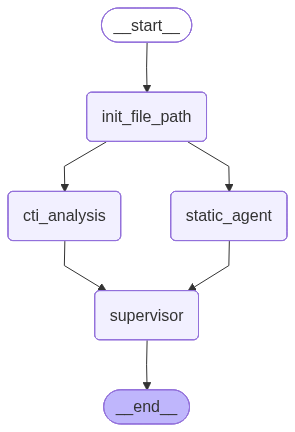 __start__
init_file_path
cti_analysis
static_agent
supervisor
__end__